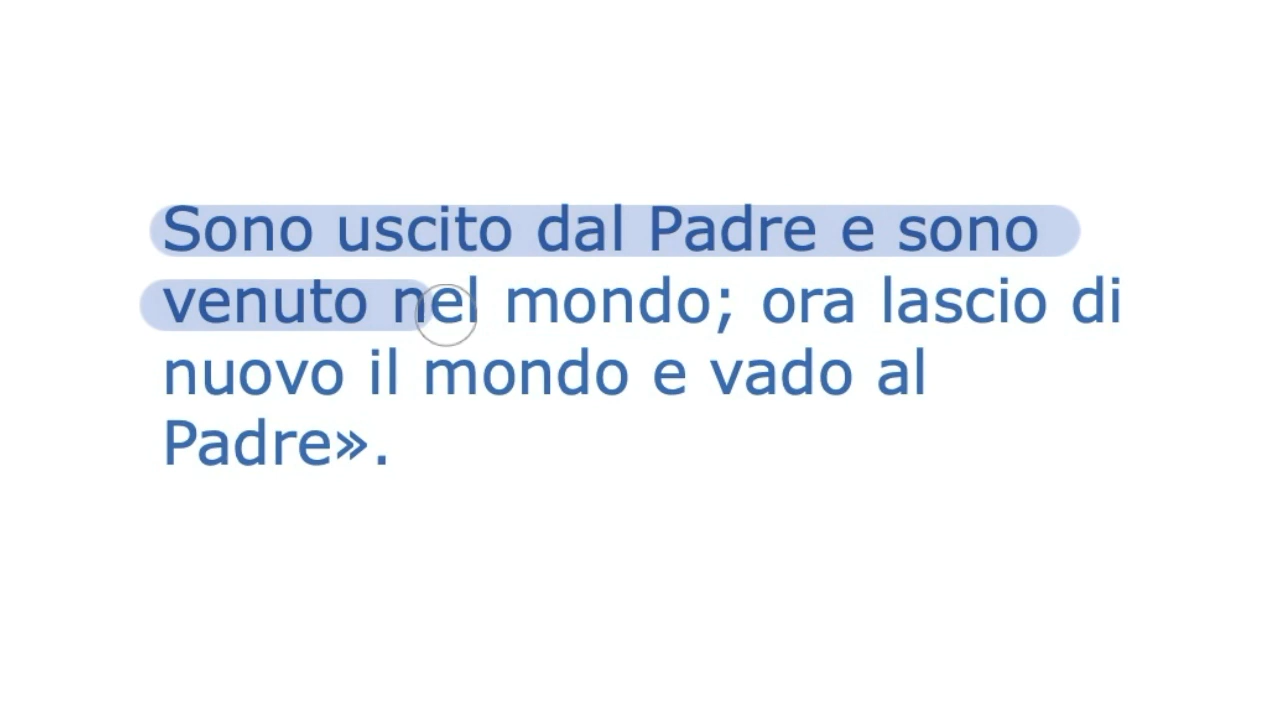 Sono uscito dal Padre e sono
venuto nel mondo; ora lascio di
nuovo il mondo e vado al
Padre».